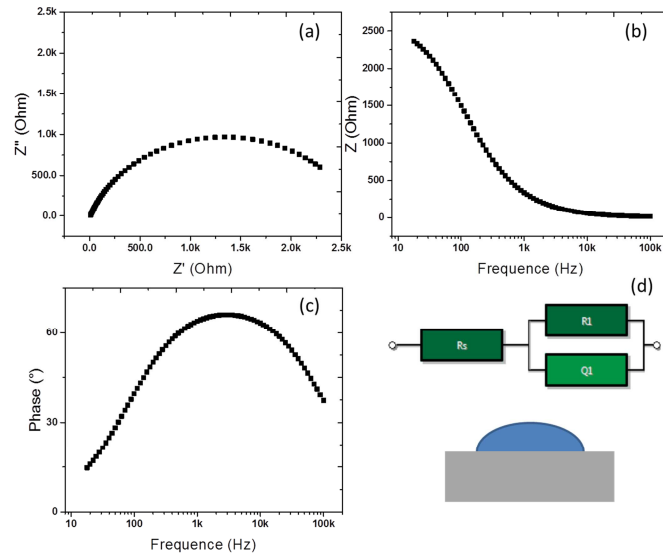 (a)
2.5k
2.0k
1.5k
1.0k
500.0
0.0
Z'' (Ohm)
0.0 500.0 1.0k 1.5k 2.0k 2.5k
Z' (Ohm)
(b)
2500
2000
1500
1000
500
0
Z (Ohm)
10 100 1k 10k 100k
Frequence (Hz)
(c)
60
30
0
Phase (°)
10 100 1k 10k 100k
Frequence (Hz)
(d)
R1
Rs
Q1